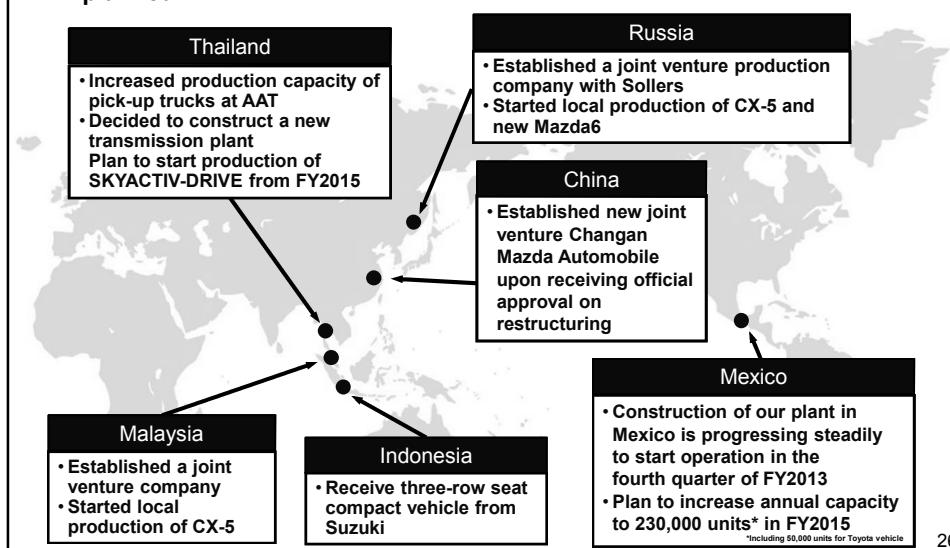 Thailand
• Increased production capacity of
pick-up trucks at AAT
• Decided to construct a new
transmission plant
Plan to start production of
SKYACTIV-DRIVE from FY2015
Russia
• Established a joint venture production
company with Sollers
• Started local production of CX-5 and
new Mazda6
China
• Established new joint
venture Changan
Mazda Automobile
upon receiving official
approval on
restructuring
Malaysia
• Established a joint
venture company
• Started local
production of CX-5
Indonesia
• Receive three-row seat
compact vehicle from
Suzuki
Mexico
• Construction of our plant in
Mexico is progressing steadily
to start operation in the
fourth quarter of FY2013
• Plan to increase annual capacity
to 230,000 units* in FY2015
*Including 50,000 units for Toyota vehicle